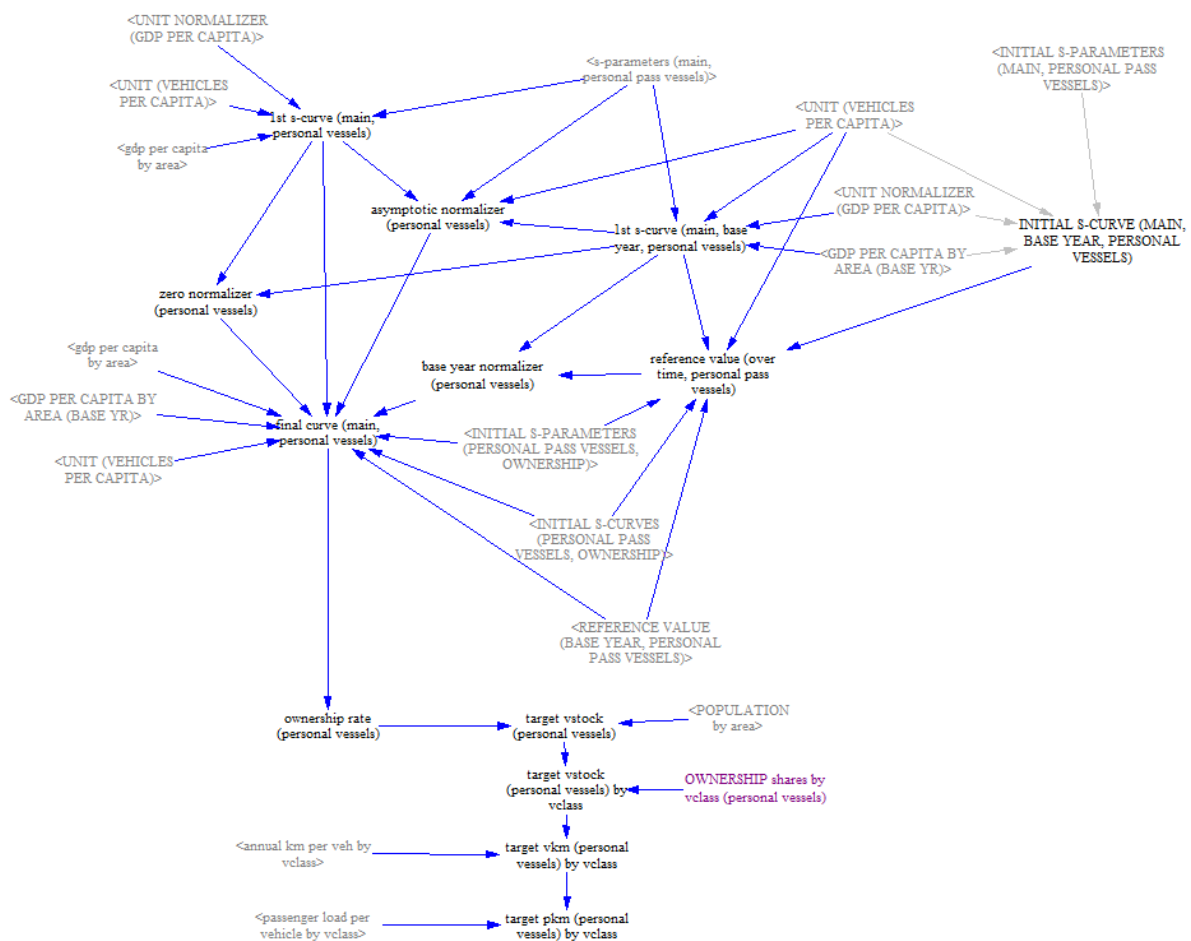 <UNIT NORMALIZER
(GDP PER CAPITA)>
<s-parameters (main,
personal pass vessels)>
<INITIAL S-PARAMETERS
(MAIN, PERSONAL PASS
VESSELS)>
<UNIT (VEHICLES
PER CAPITA)>
<UNIT (VEHICLES
PER CAPITA)>
1st s-curve (main,
personal vessels)
<gdp per capita
by area>
<UNIT NORMALIZER
(GDP PER CAPITA)>
asymptotic normalizer
(personal vessels)
1st s-curve (main, base
year, personal vessels)
INITIAL S-CURVE (MAIN,
BASE YEAR, PERSONAL
VESSELS)
<GDP PER CAPITA BY
AREA (BASE YR)>
zero normalizer
(personal vessels)
<gdp per capita
by area>
base year normalizer
(personal vessels)
reference value (over
time, personal pass
vessels)
<GDP PER CAPITA BY
AREA (BASE YR)>
final curve (main,
personal vessels)
<INITIAL S-PARAMETERS
(PERSONAL PASS VESSELS,
OWNERSHIP)>
<UNIT (VEHICLES
PER CAPITA)>
<INITIAL S-CURVES
(PERSONAL PASS
VESSELS, OWNERSHIP)>
<REFERENCE VALUE
(BASE YEAR, PERSONAL
PASS VESSELS)>
ownership rate
(personal vessels)
target vstock
(personal vessels)
<POPULATION
by area>
target vstock
(personal vessels) by
vclass
OWNERSHIP shares by
vclass (personal vessels)
<annual km per veh by
vclass>
target vkm (personal
vessels) by vclass
<passenger load per
vehicle by vclass>
target pkm (personal
vessels) by vclass